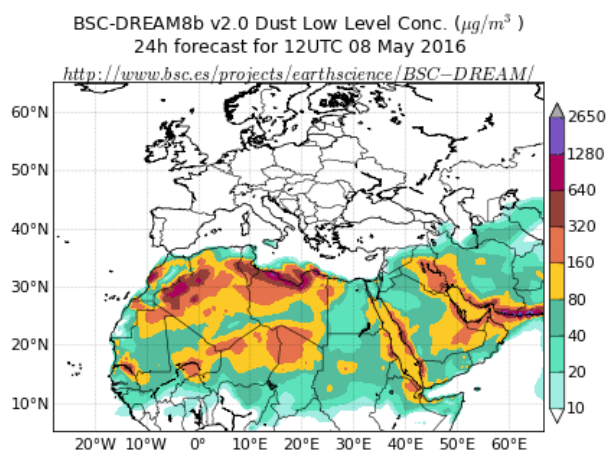 BSC-DREAM8b v2.0 Dust Low Level Conc. (μg/m³ )
24h forecast for 12UTC 08 May 2016
http://www.bsc.es/projects/earthscience/BSC−DREAM/
60°N
50°N
40°N
30°N
20°N
10°N
20°W 10°W 0° 10°E 20°E 30°E 40°E 50°E 60°E
2650
1280
640
320
160
80
40
20
10